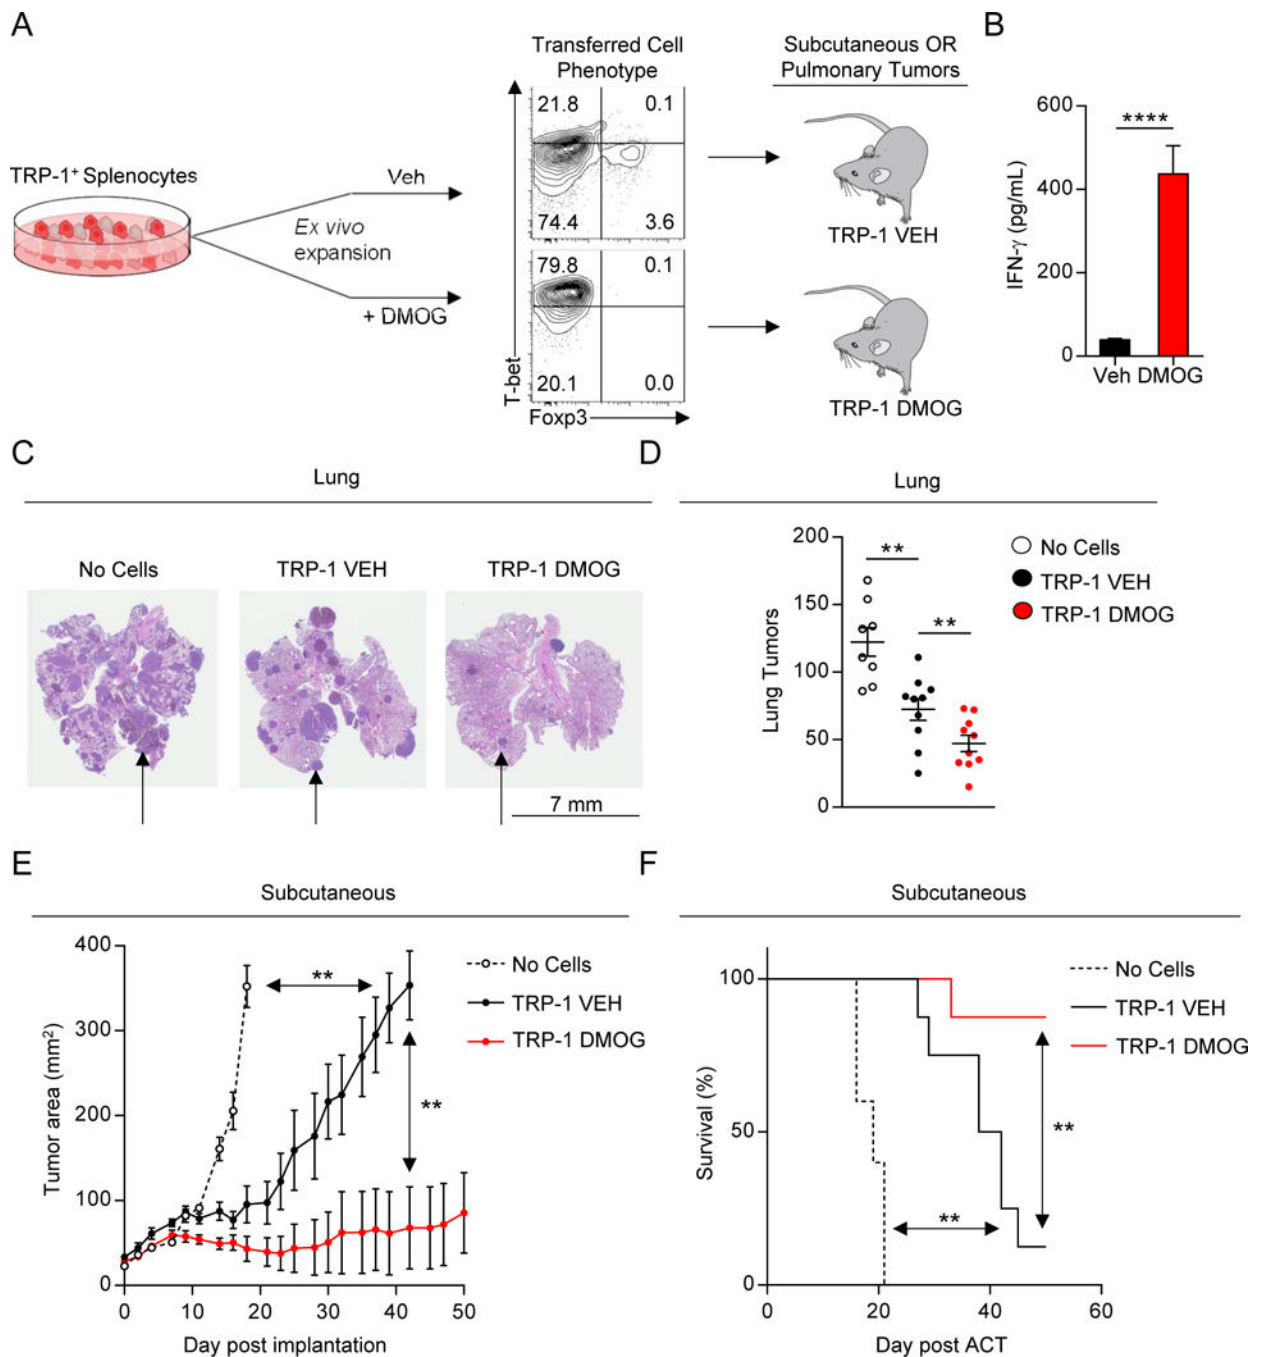 A
Transferred Cell
Phenotype
Subcutaneous OR
Pulmonary Tumors
TRP-1+ Splenocytes
Veh
Ex vivo
expansion
+ DMOG
21.8 0.1
74.4 3.6
79.8 0.1
20.1 0.0
T-bet
Foxp3
TRP-1 VEH
TRP-1 DMOG
B
IFN-γ (pg/mL)
600
400
200
0
****
Veh DMOG
C
Lung
No Cells TRP-1 VEH TRP-1 DMOG
7 mm
D
Lung
Lung Tumors
200
150
100
50
0
**
**
No Cells
TRP-1 VEH
TRP-1 DMOG
E
Subcutaneous
Tumor area (mm²)
400
300
200
100
0
0 10 20 30 40 50
Day post implantation
**
**
No Cells
TRP-1 VEH
TRP-1 DMOG
F
Subcutaneous
Survival (%)
100
50
0
0 20 40 60
Day post ACT
**
**
No Cells
TRP-1 VEH
TRP-1 DMOG